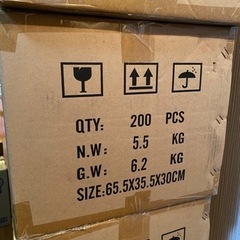 QTY: 200 PCS
N.W: 5.5 KG
G.W: 6.2 KG
SIZE:65.5X35.5X30CM